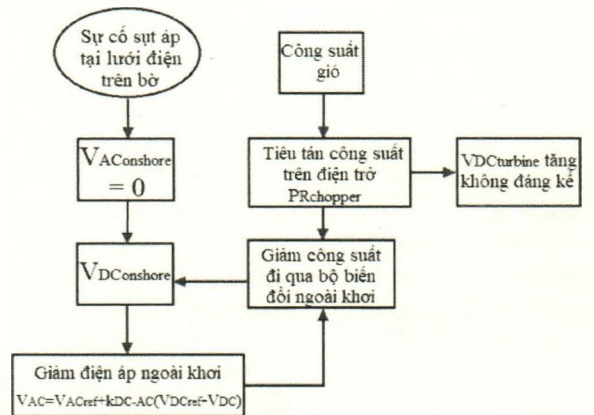 Sự cố sụt áp
tại lưới điện
trên bờ
Công suất
gió
VAConshore
= 0
Tiêu tán công suất
trên điện trở
PRchopper
VDCturbine tăng
không đáng kể
VDConshore
Giảm công suất
đi qua bộ biến
đổi ngoài khơi
Giảm điện áp ngoài khơi
VAC=VACref+kDC-AC(VDCref-VDC)